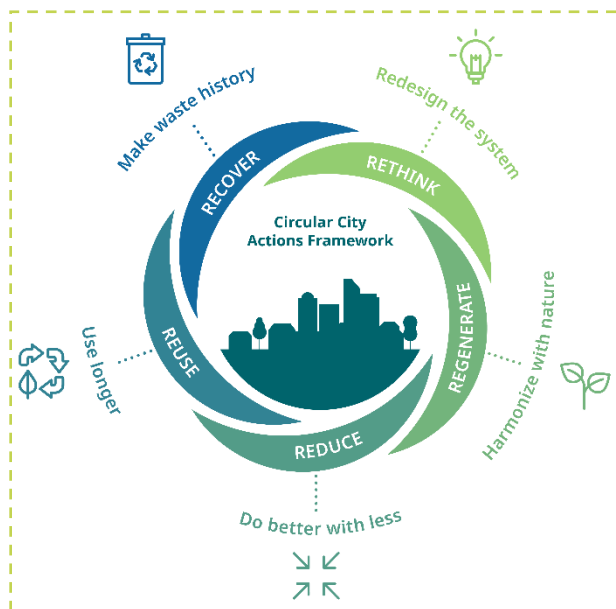 Circular City
Actions Framework
RETHINK
Redesign the system
REGENERATE
Harmonize with nature
REDUCE
Do better with less
REUSE
Use longer
RECOVER
Make waste history